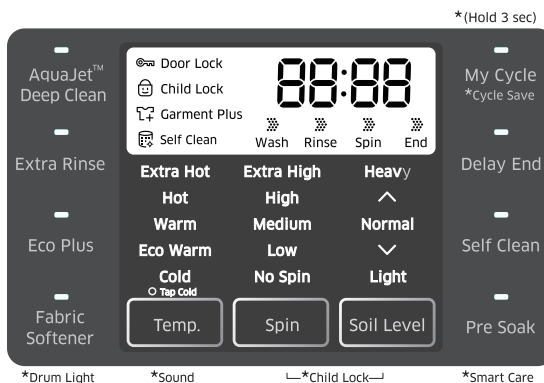 *(Hold 3 sec)
AquaJet™
Deep Clean
Extra Rinse
Eco Plus
Fabric
Softener
Door Lock
Child Lock
Garment Plus
Self Clean
88:88
Wash Rinse Spin End
Extra Hot Extra High Heavy
Hot High
Warm Medium Normal
Eco Warm Low
Cold No Spin Light
Tap Cold
Temp. Spin Soil Level
My Cycle
*Cycle Save
Delay End
Self Clean
Pre Soak
*Drum Light *Sound *Child Lock *Smart Care